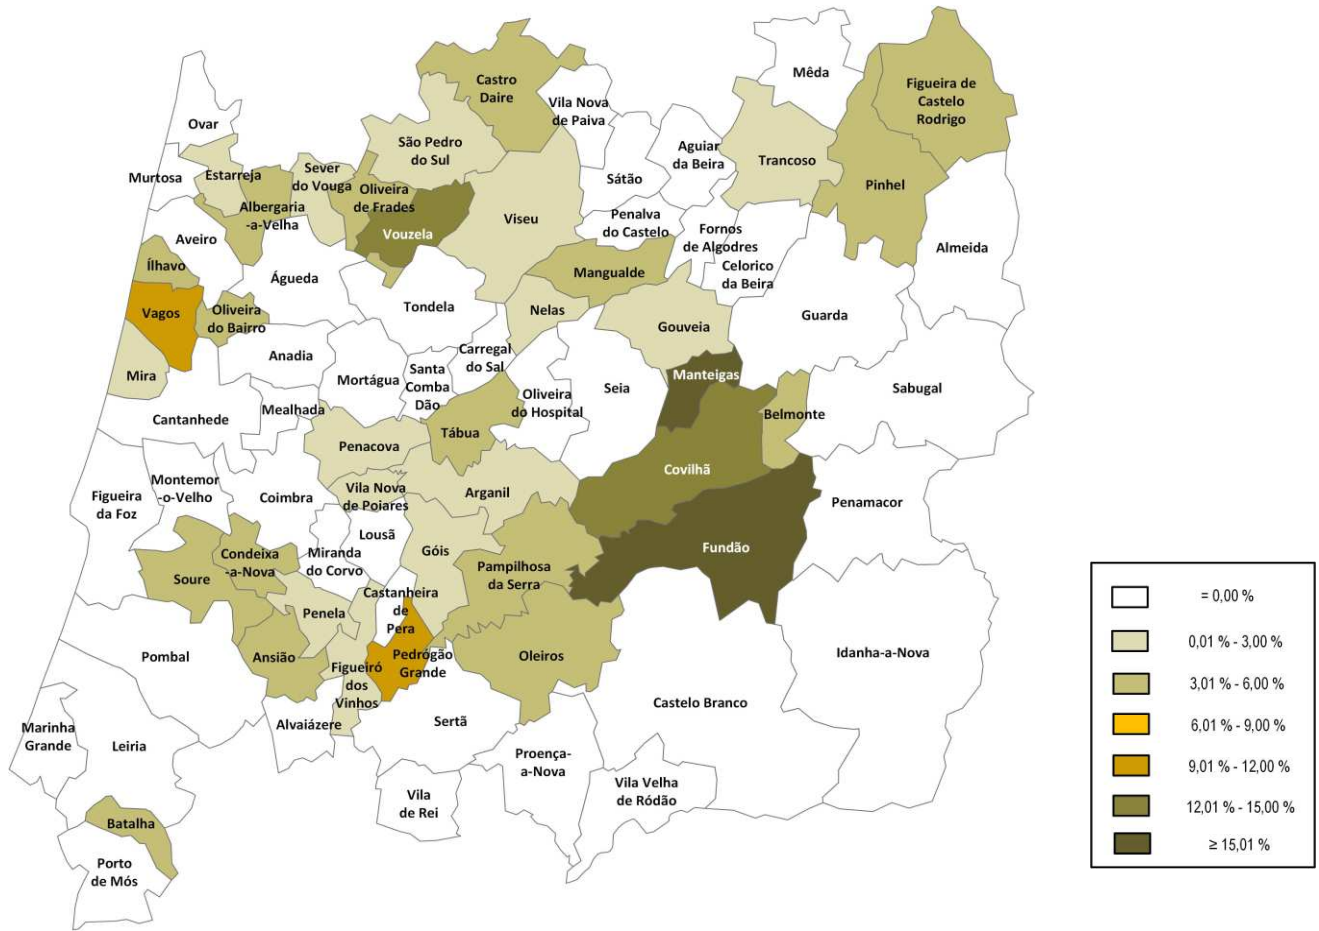 Mêda
Castro
Daire
Figueira de
Castelo
Rodrigo
Vila Nova
de Paiva
Ovar
São Pedro
do Sul
Aguiar
da Beira
Trancoso
Murtosa
Estarreja
Sever
do Vouga
Sátão
Pinhel
Oliveira
de Frades
Albergaria
-a-Velha
Viseu
Penalva
do Castelo
Fornos
de Algodres
Vouzela
Aveiro
Almeida
Ílhavo
Águeda
Mangualde
Celorico
da Beira
Vagos
Oliveira
do Bairro
Tondela
Nelas
Gouveia
Guarda
Anadia
Carregal
do Sal
Mira
Mortágua
Santa
Comba
Dão
Manteigas
Seia
Sabugal
Oliveira
do Hospital
Cantanhede
Mealhada
Belmonte
Tábua
Penacova
Covilhã
Montemor
-o-Velho
Figueira
da Foz
Coimbra
Vila Nova
de Poiares
Arganil
Penamacor
Lousã
Góis
Fundão
Condeixa
-a-Nova
Miranda
do Corvo
Soure
Pampilhosa
da Serra
Castanheira
de
Pera
Penela
Pombal
Ansião
Figueiró
dos
Vinhos
Pedrógão
Grande
Oleiros
Idanha-a-Nova
Castelo Branco
Marinha
Grande
Leiria
Alvaiázere
Sertã
Proença-
a-Nova
Vila
de Rei
Vila Velha
de Ródão
Batalha
Porto
de Mós
= 0,00 %
0,01 % - 3,00 %
3,01 % - 6,00 %
6,01 % - 9,00 %
9,01 % - 12,00 %
12,01 % - 15,00 %
≥ 15,01 %